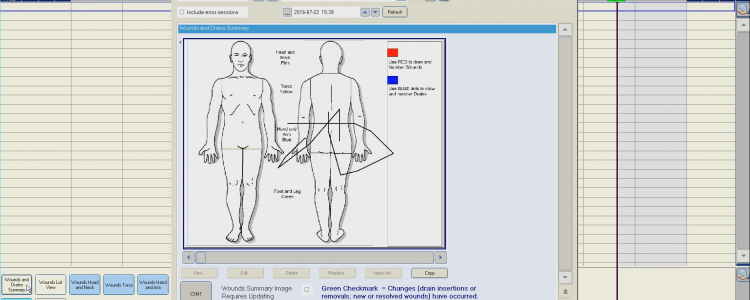 Include error sessions
2016-07-22 15:39
Refresh
Wounds and Drains Summary
Head and
Neck
Pink
Use RED to draw and
Number Wounds
Torso
Yellow
Use BLUE dots to draw
and number Drains
Hand and
Arm
Blue
Foot and Leg
Green
New...
Edit...
Delete
Replace...
Import to...
Copy
Wounds and
Drains
Summary
Wounds List
View
Wounds Head
and Neck
Wounds Torso
Wounds Hand
and Arm
CSMT
Wounds Summary Image
Requires Updating
Green Checkmark = Changes (drain insertions or
removals; new or resolved wounds) have occurred.